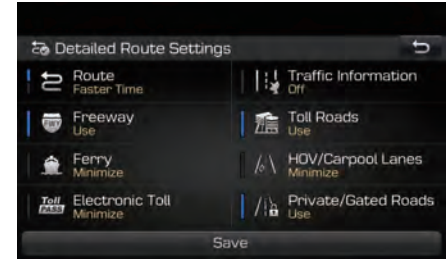 Detailed Route Settings
Route
Faster Time
Traffic Information
Off
FWY
Freeway
Use
Toll Roads
Use
Ferry
Minimize
HOV/Carpool Lanes
Minimize
Toll
PASS
Electronic Toll
Minimize
Private/Gated Roads
Use
Save